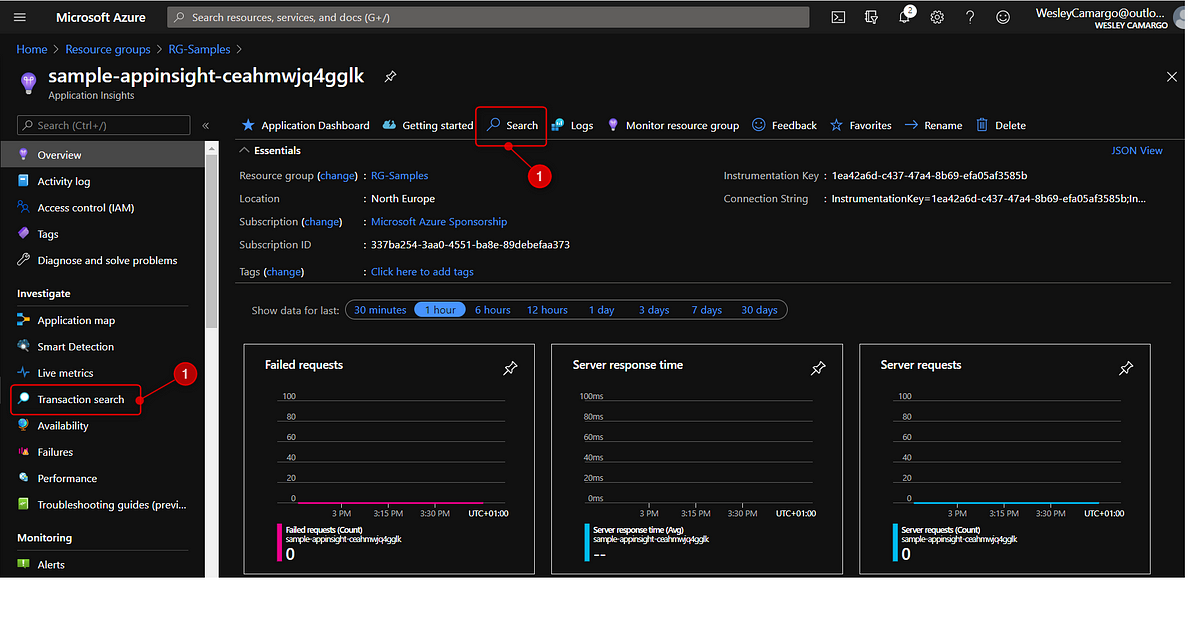 Microsoft Azure
Search resources, services, and docs (G+/)
2
WesleyCamargo@outlo...
WESLEY CAMARGO
Home > Resource groups > RG-Samples >
sample-appinsight-ceahmwjq4gglk
Application Insights
Search (Ctrl+/)
«
Application Dashboard
Getting started
Search
Logs
Monitor resource group
Feedback
Favorites
Rename
Delete
Overview
Activity log
Access control (IAM)
Tags
Diagnose and solve problems
Investigate
Application map
Smart Detection
Live metrics
Transaction search
1
Availability
Failures
Performance
Troubleshooting guides (previ...
Monitoring
Alerts
1
Essentials
JSON View
Resource group (change) : RG-Samples
Location : North Europe
Subscription (change) : Microsoft Azure Sponsorship
Subscription ID : 337ba254-3aa0-4551-ba8e-89debefaa373
Tags (change) : Click here to add tags
Instrumentation Key : 1ea42a6d-c437-47a4-8b69-efa05af3585b
Connection String : InstrumentationKey=1ea42a6d-c437-47a4-8b69-efa05af3585b;In...
Show data for last: 30 minutes 1 hour 6 hours 12 hours 1 day 3 days 7 days 30 days
Failed requests
100
80
60
40
20
0
3 PM 3:15 PM 3:30 PM UTC+01:00
Failed requests (Count)
sample-appinsight-ceahmwjq4gglk
0
Server response time
100ms
80ms
60ms
40ms
20ms
0ms
3 PM 3:15 PM 3:30 PM UTC+01:00
Server response time (Avg)
sample-appinsight-ceahmwjq4gglk
--
Server requests
100
80
60
40
20
0
3 PM 3:15 PM 3:30 PM UTC+01:00
Server requests (Count)
sample-appinsight-ceahmwjq4gglk
0